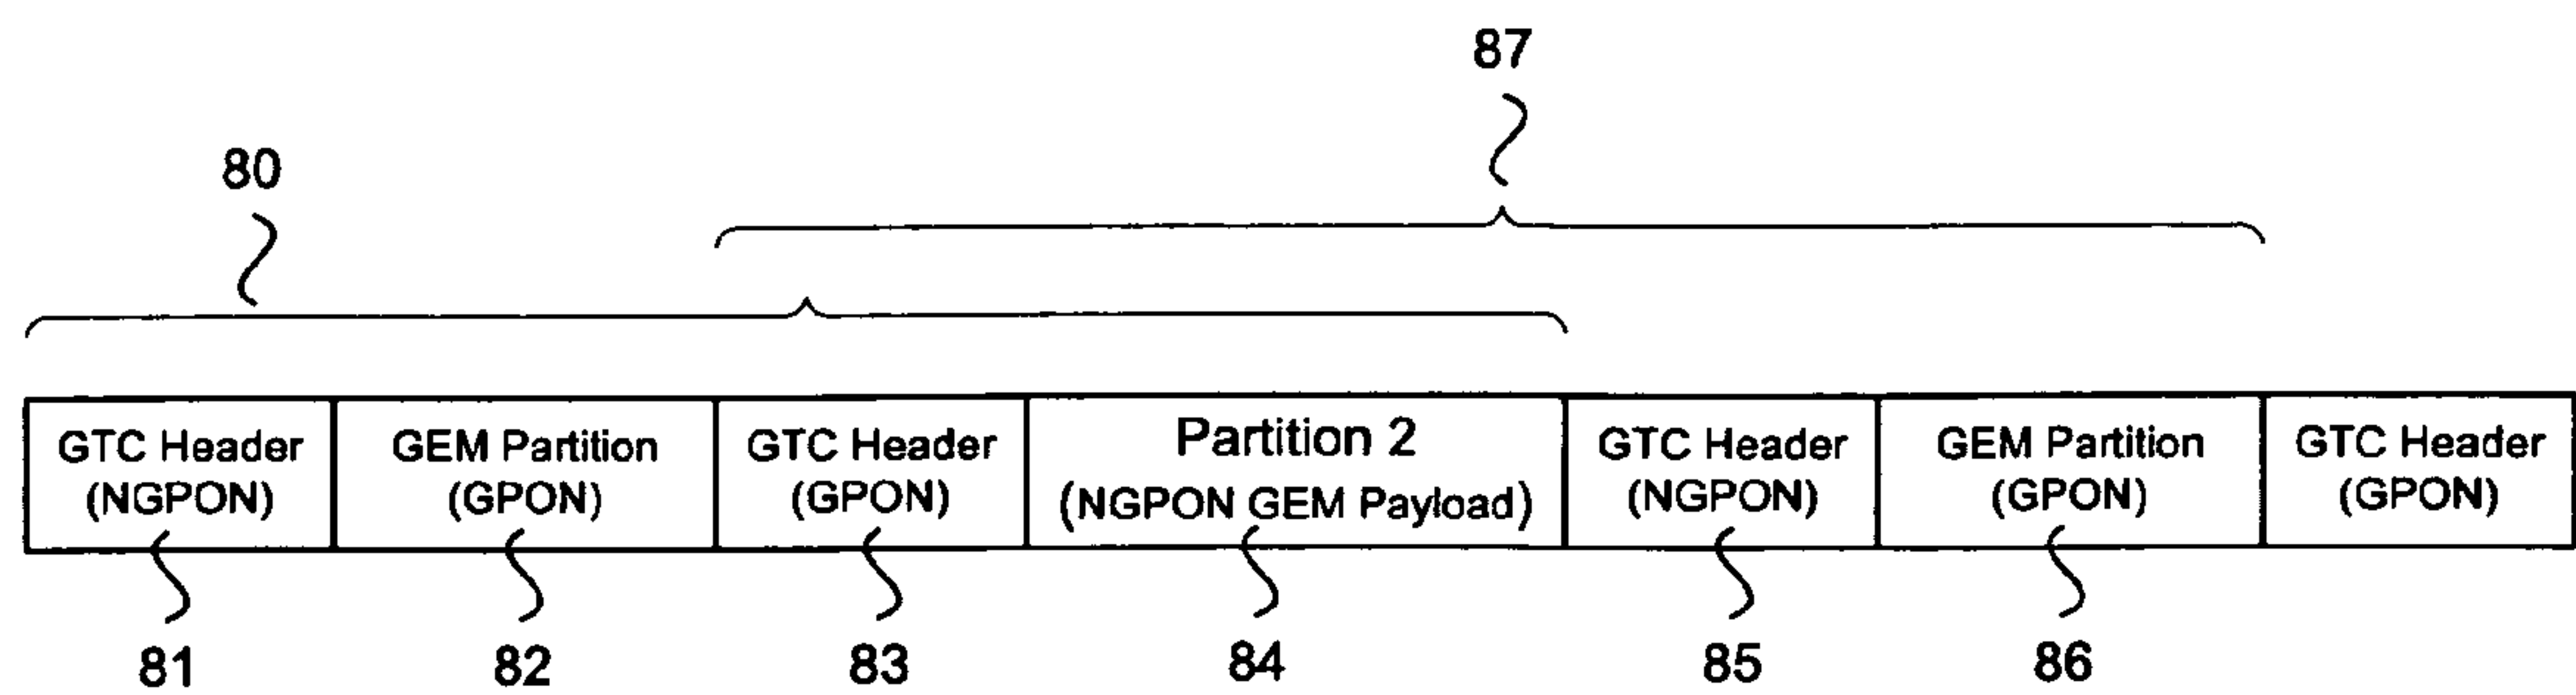 87
80
GTC Header
(NGPON)
GEM Partition
(GPON)
GTC Header
(GPON)
Partition 2
(NGPON GEM Payload)
GTC Header
(NGPON)
GEM Partition
(GPON)
GTC Header
(GPON)
81
82
83
84
85
86